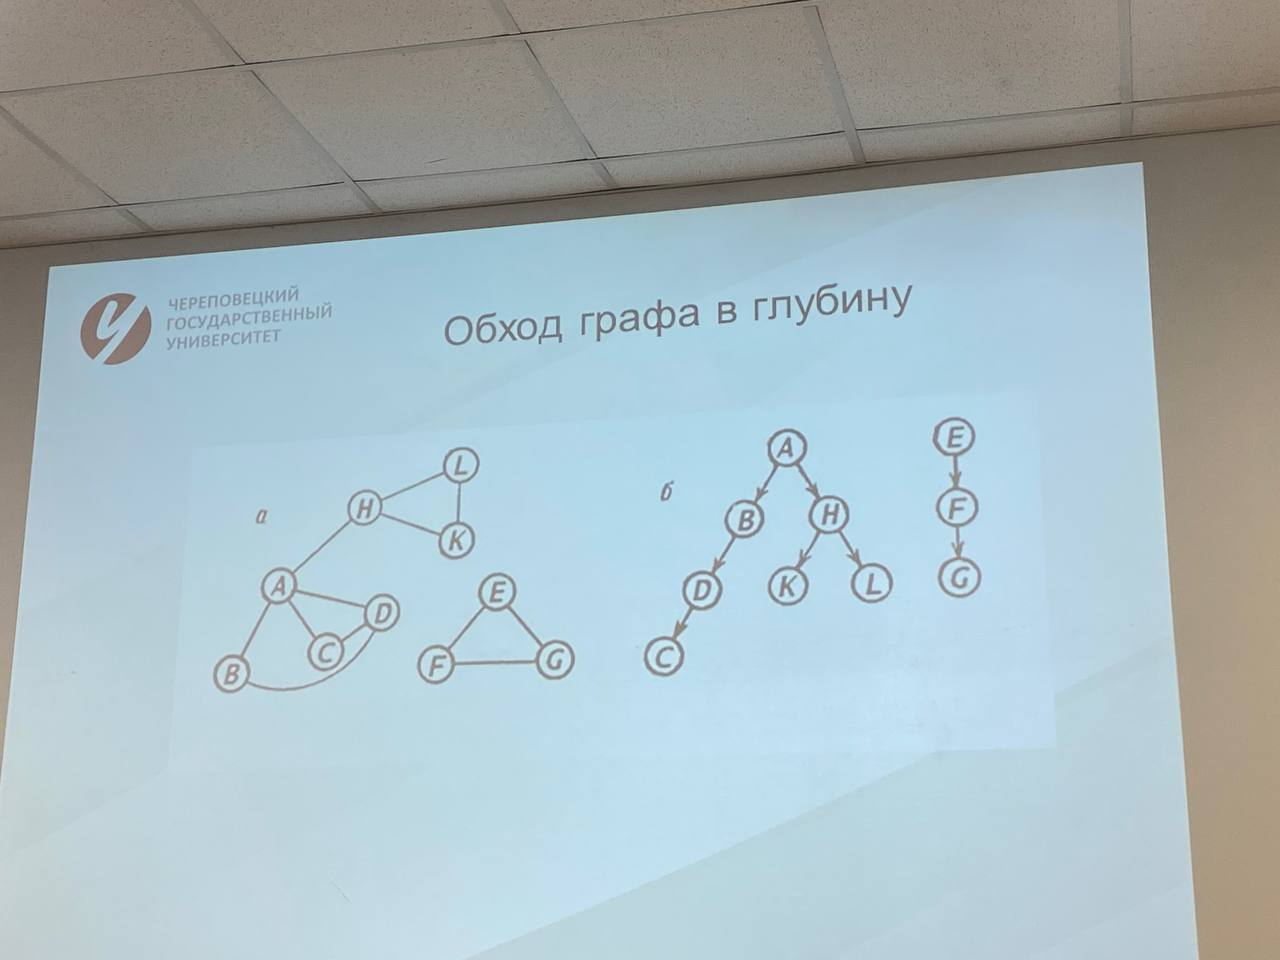 ЧЕРЕПОВЕЦКИЙ
ГОСУДАРСТВЕННЫЙ
УНИВЕРСИТЕТ
Обход графа в глубину
а
L
H
K
A
D
C
B
E
F
G
б
A
B
H
D
K
L
C
E
F
G